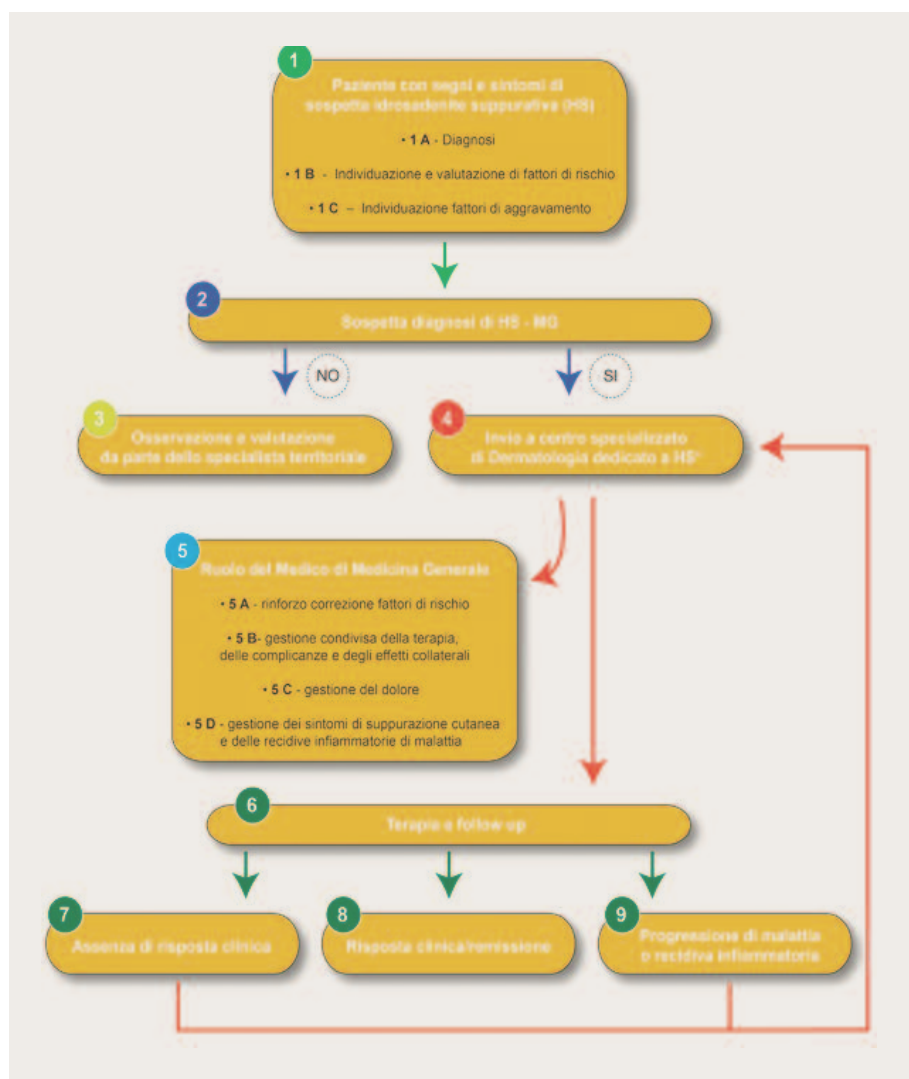 1
Paziente con segni e sintomi di
sospetta idrosadenite suppurativa (HS)
• 1 A - Diagnosi
• 1 B - Individuazione e valutazione di fattori di rischio
• 1 C – Individuazione fattori di aggravamento
2
Sospetta diagnosi di HS - MG
NO
SI
3
Osservazione e valutazione
da parte dello specialista territoriale
4
Invio a centro specializzato
di Dermatologia dedicato a HS*
5
Ruolo del Medico di Medicina Generale
• 5 A - rinforzo correzione fattori di rischio
• 5 B- gestione condivisa della terapia,
delle complicanze e degli effetti collaterali
• 5 C - gestione del dolore
• 5 D - gestione dei sintomi di suppurazione cutanea
e delle recidive infiammatorie di malattia
6
Terapia e follow-up
7
Assenza di risposta clinica
8
Risposta clinica/remissione
9
Progressione di malattia
o recidiva infiammatoria